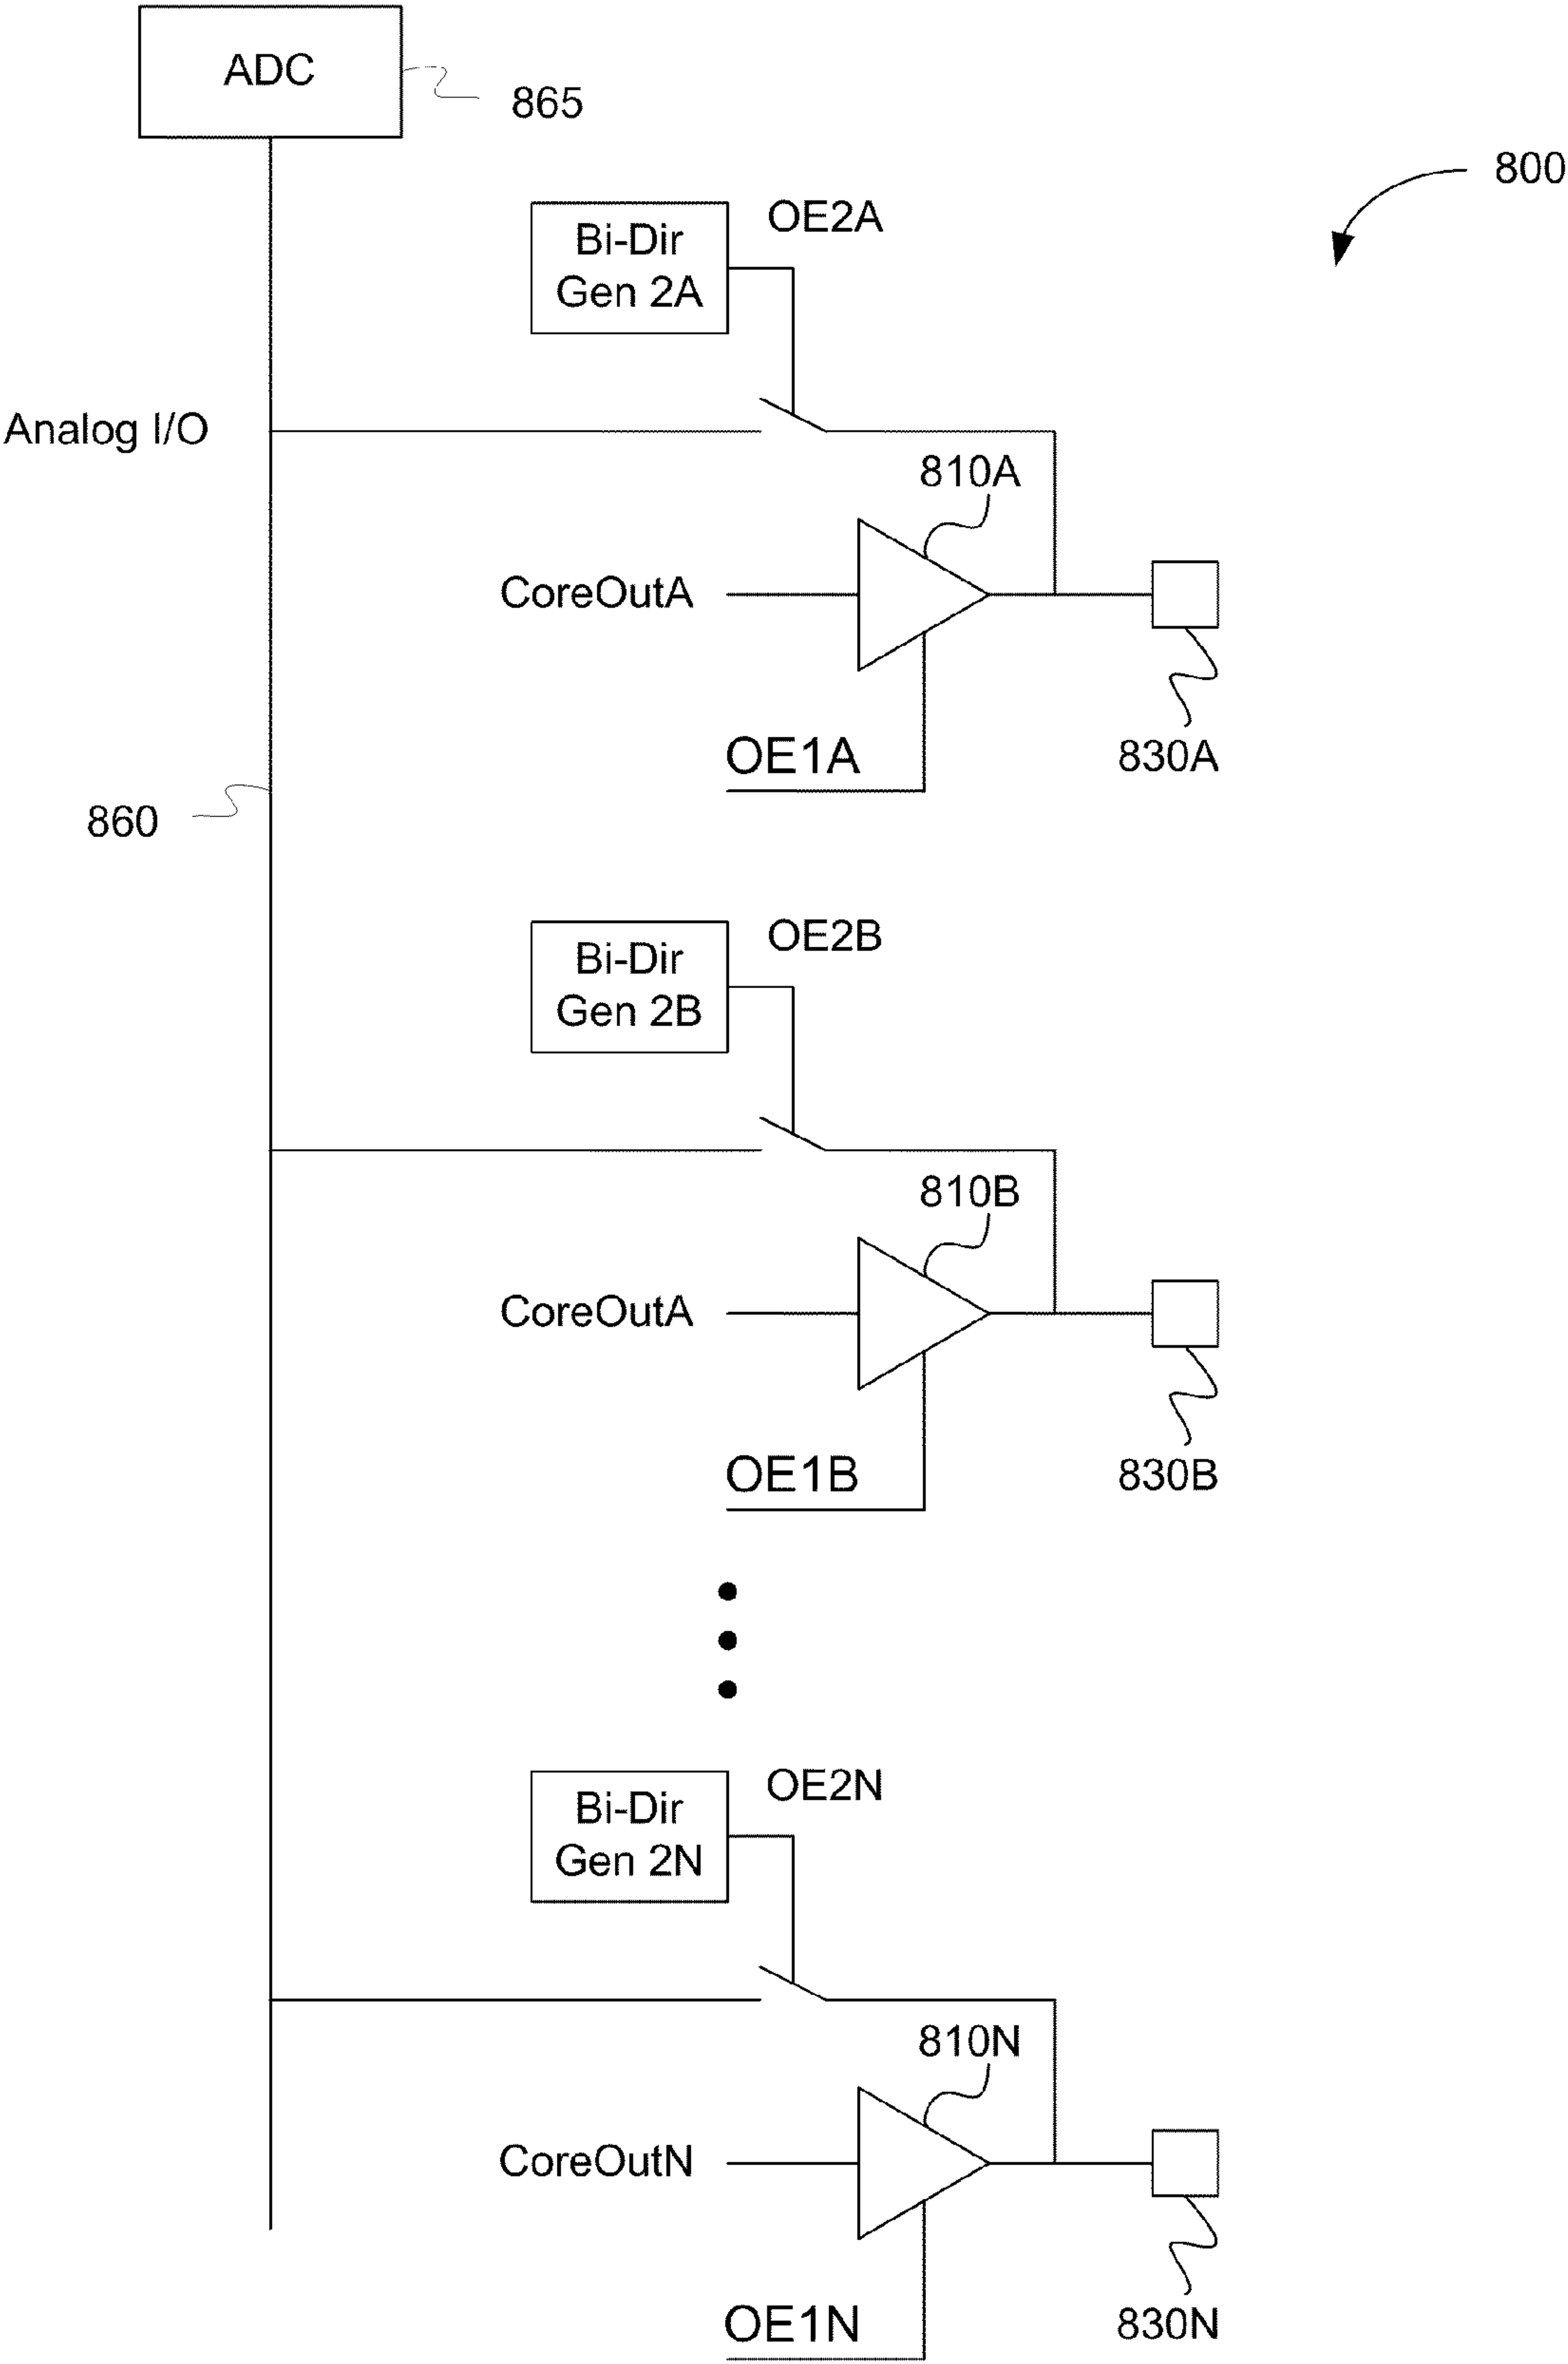 ADC
865
800
Bi-Dir
Gen 2A
OE2A
Analog I/O
810A
CoreOutA
OE1A
830A
860
Bi-Dir
Gen 2B
OE2B
810B
CoreOutA
OE1B
830B
Bi-Dir
Gen 2N
OE2N
810N
CoreOutN
OE1N
830N